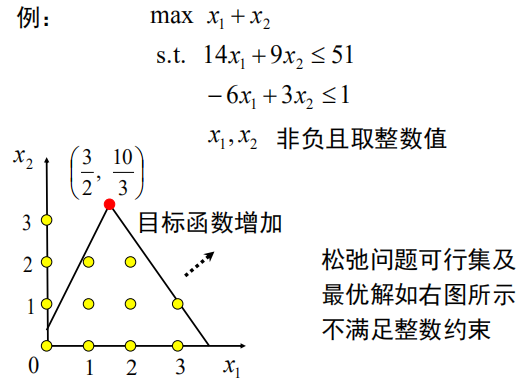 例： max x₁ + x₂
s.t. 14x₁ + 9x₂ ≤ 51
−6x₁ + 3x₂ ≤ 1
x₁, x₂ 非负且取整数值
x₂ (3/2, 10/3)
3 目标函数增加
2
1
0 1 2 3 x₁
松弛问题可行集及
最优解如右图所示
不满足整数约束